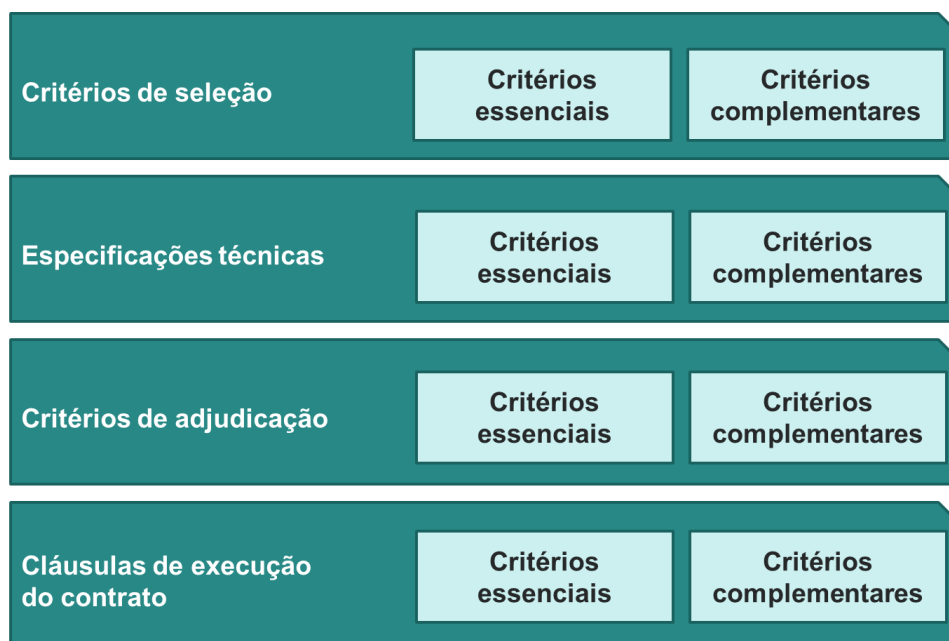 Critérios de seleção
Critérios
essenciais
Critérios
complementares
Especificações técnicas
Critérios
essenciais
Critérios
complementares
Critérios de adjudicação
Critérios
essenciais
Critérios
complementares
Cláusulas de execução
do contrato
Critérios
essenciais
Critérios
complementares